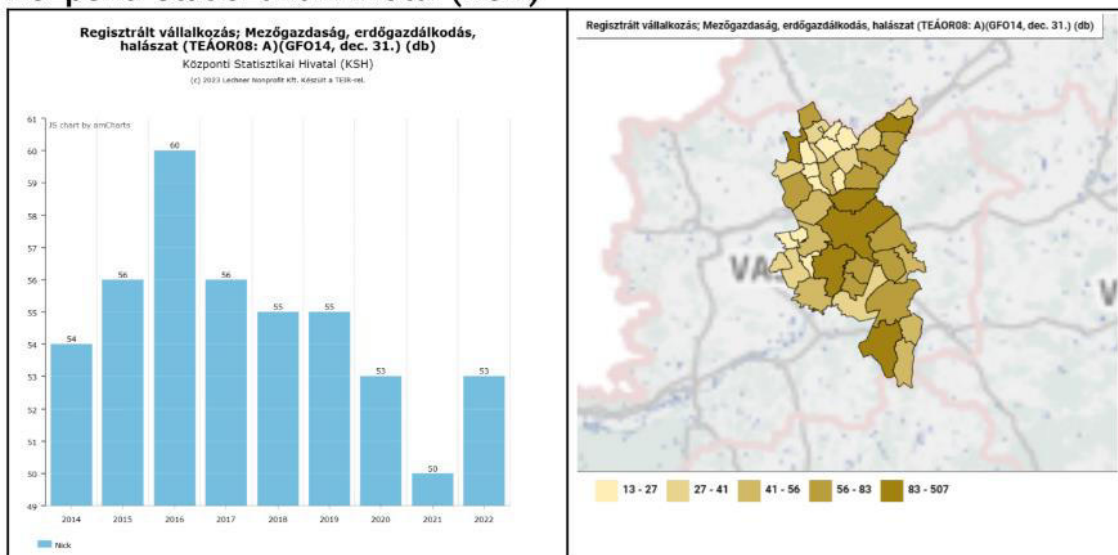 Regisztrált vállalkozás; Mezőgazdaság, erdőgazdálkodás,
halászat (TEÁOR08: A)(GFO14, dec. 31.) (db)
Központi Statisztikai Hivatal (KSH)
(c) 2023 Lechner Nonprofit Kft. Készült a TEIR-rel.
JS chart by amCharts
61
60
59
58
57
56
55
54
53
52
51
50
49
54
56
60
56
55
55
53
50
53
2014
2015
2016
2017
2018
2019
2020
2021
2022
Nick
Regisztrált vállalkozás; Mezőgazdaság, erdőgazdálkodás, halászat (TEÁOR08: A)(GFO14, dec. 31.) (db)
13 - 27
27 - 41
41 - 56
56 - 83
83 - 507